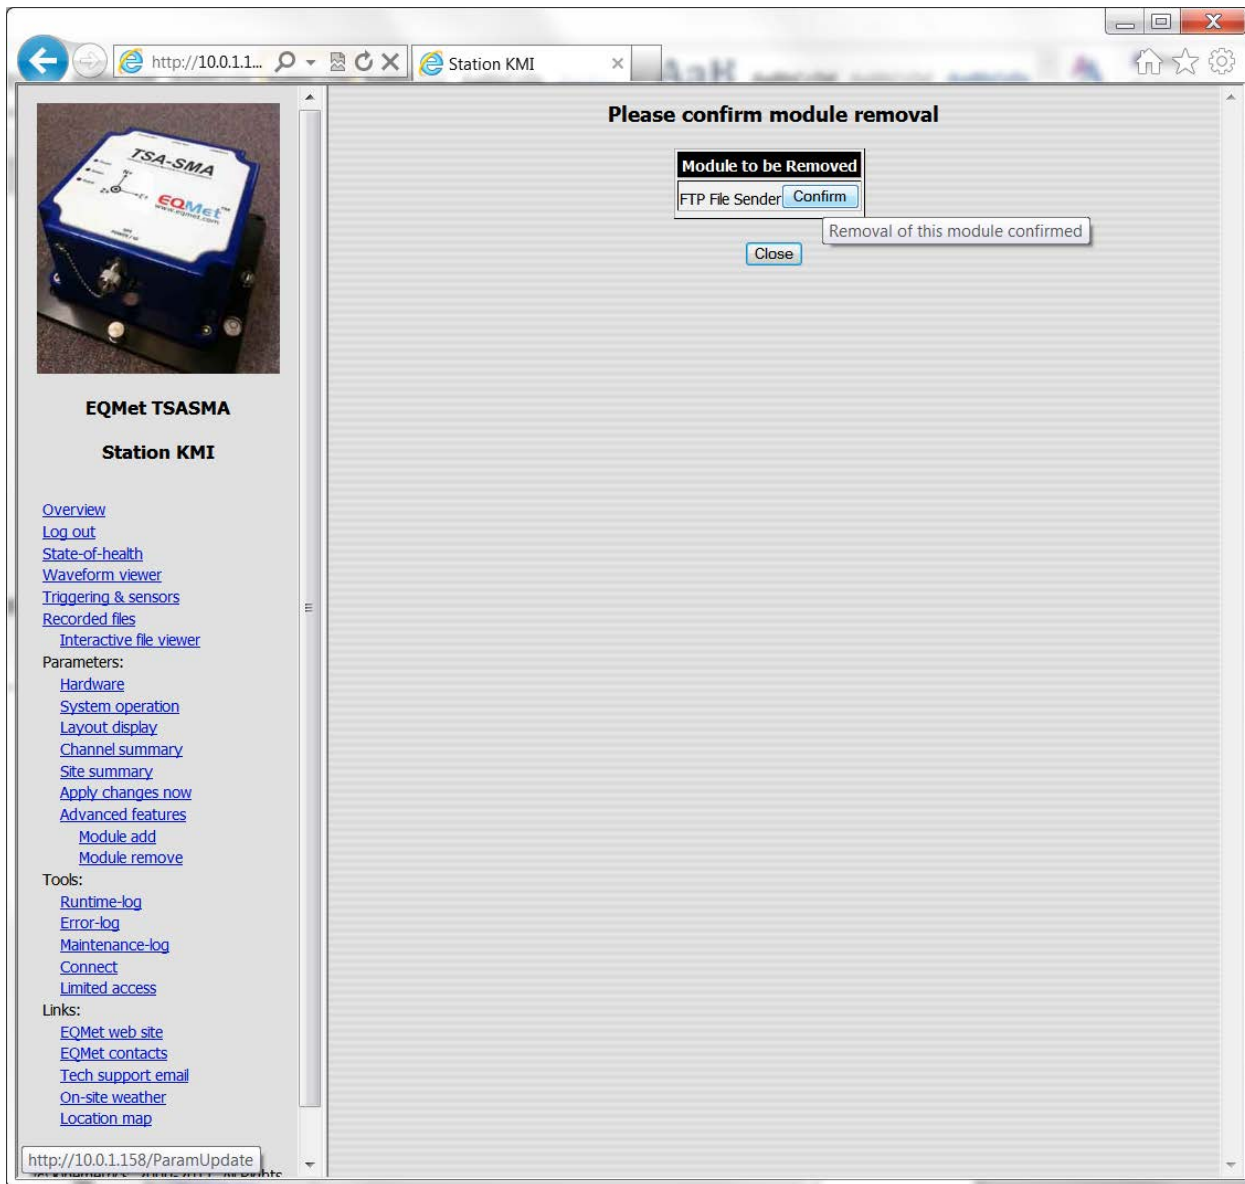 http://10.0.1.1...
Station KMI
TSA-SMA
EQMet
www.eqmet.com
EQMet TSASMA
Station KMI
Overview
Log out
State-of-health
Waveform viewer
Triggering & sensors
Recorded files
Interactive file viewer
Parameters:
Hardware
System operation
Layout display
Channel summary
Site summary
Apply changes now
Advanced features
Module add
Module remove
Tools:
Runtime-log
Error-log
Maintenance-log
Connect
Limited access
Links:
EQMet web site
EQMet contacts
Tech support email
On-site weather
Location map
http://10.0.1.158/ParamUpdate
Please confirm module removal
Module to be Removed
FTP File Sender Confirm
Removal of this module confirmed
Close